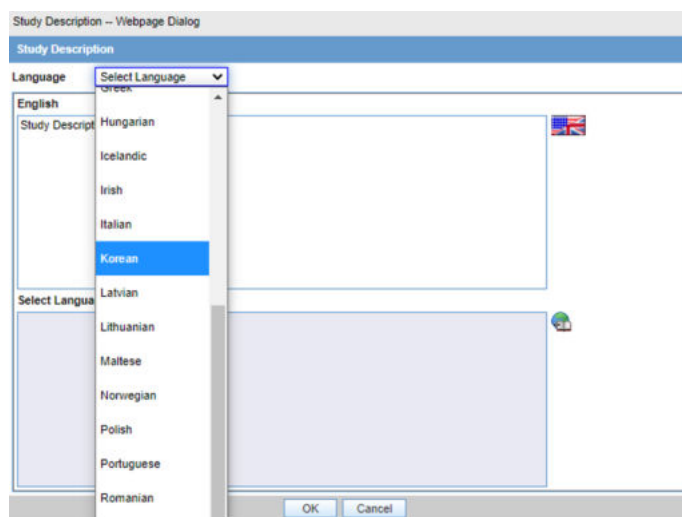 Study Description -- Webpage Dialog
Study Description
Language Select Language
Greek
English
Study Descript
Hungarian
Icelandic
Irish
Italian
Korean
Latvian
Select Langua
Lithuanian
Maltese
Norwegian
Polish
Portuguese
Romanian
OK Cancel